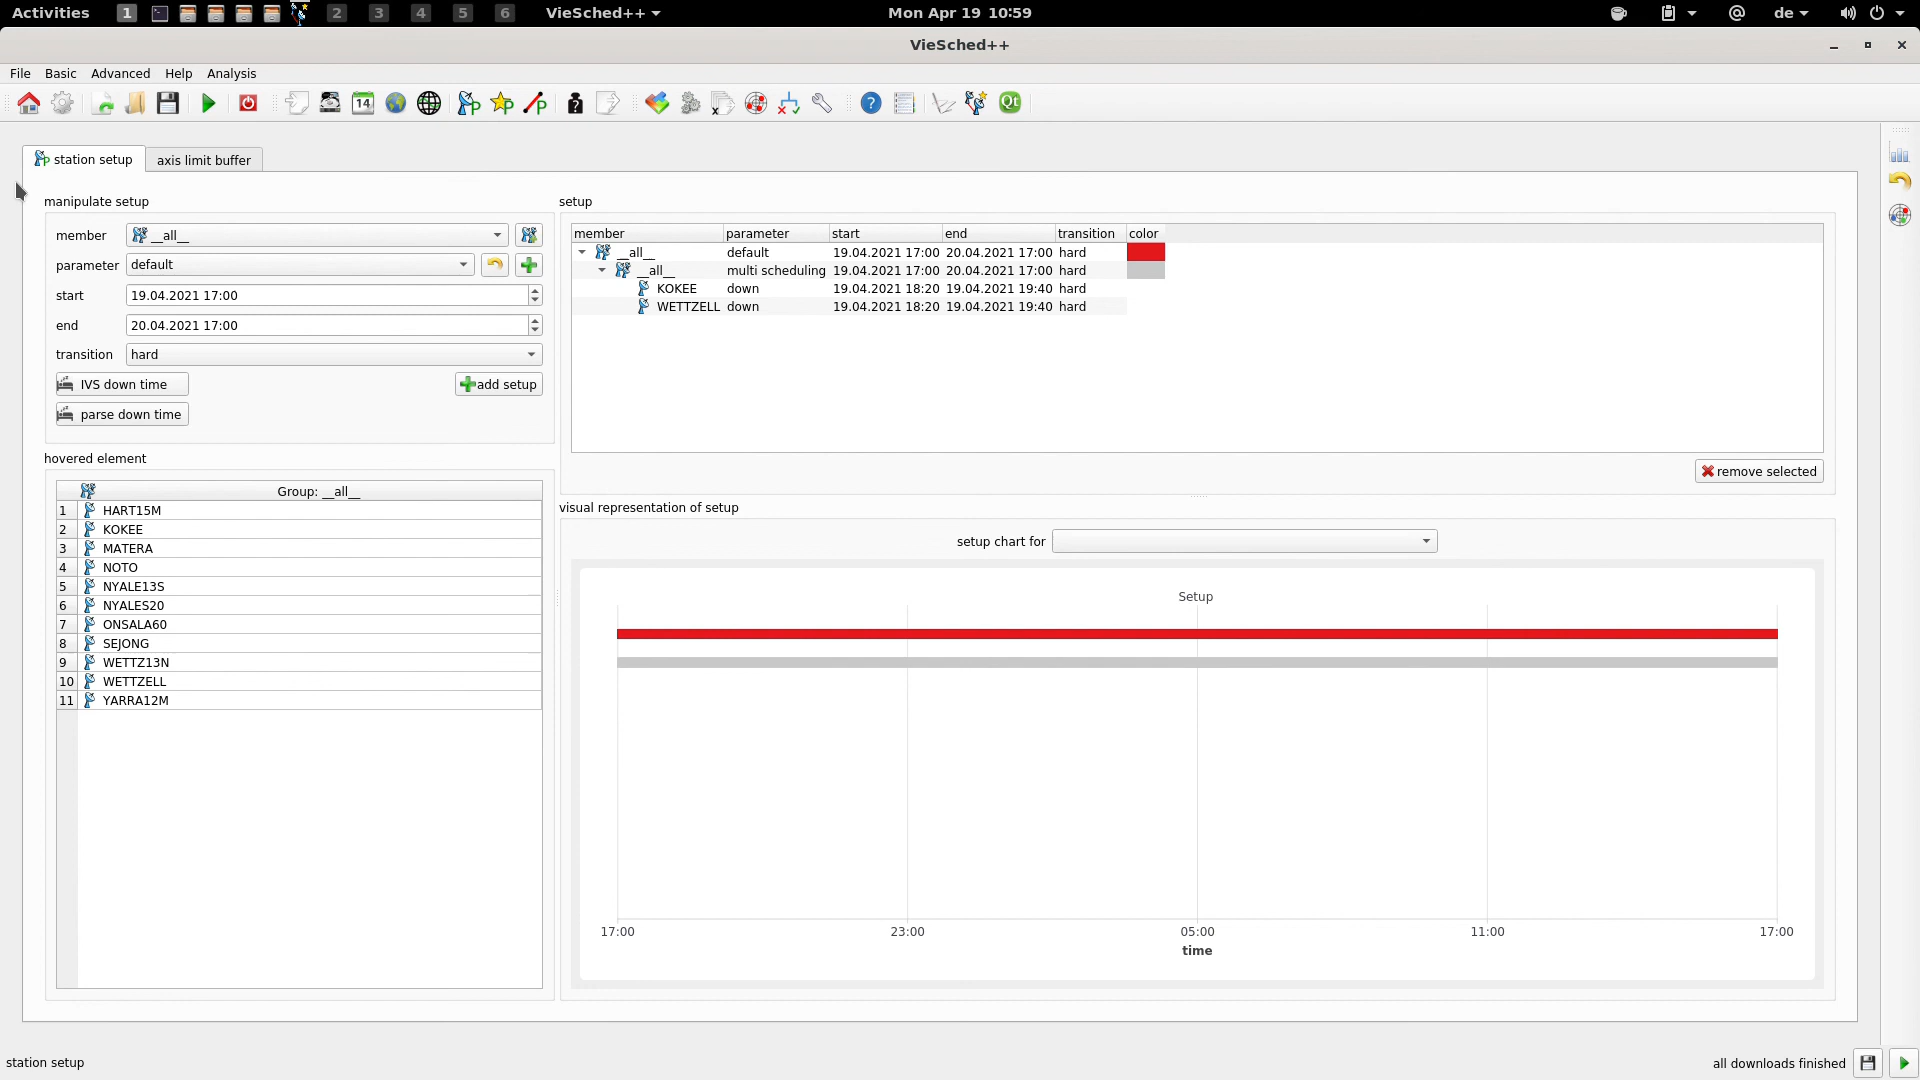 Activities 1 2 3 4 5 6 VieSched++ Mon Apr 19 10:59 de
VieSched++
File Basic Advanced Help Analysis
14 P P P ? Qt
station setup axis limit buffer
manipulate setup
member __all__
parameter default
start 19.04.2021 17:00
end 20.04.2021 17:00
transition hard
IVS down time add setup
parse down time
hovered element
Group: __all__
1 HART15M
2 KOKEE
3 MATERA
4 NOTO
5 NYALE13S
6 NYALES20
7 ONSALA60
8 SEJONG
9 WETTZ13N
10 WETTZELL
11 YARRA12M
setup
member parameter start end transition color
__all__ default 19.04.2021 17:00 20.04.2021 17:00 hard
__all__ multi scheduling 19.04.2021 17:00 20.04.2021 17:00 hard
KOKEE down 19.04.2021 18:20 19.04.2021 19:40 hard
WETTZELL down 19.04.2021 18:20 19.04.2021 19:40 hard
remove selected
visual representation of setup
setup chart for
Setup
17:00 23:00 05:00 11:00 17:00
time
station setup all downloads finished